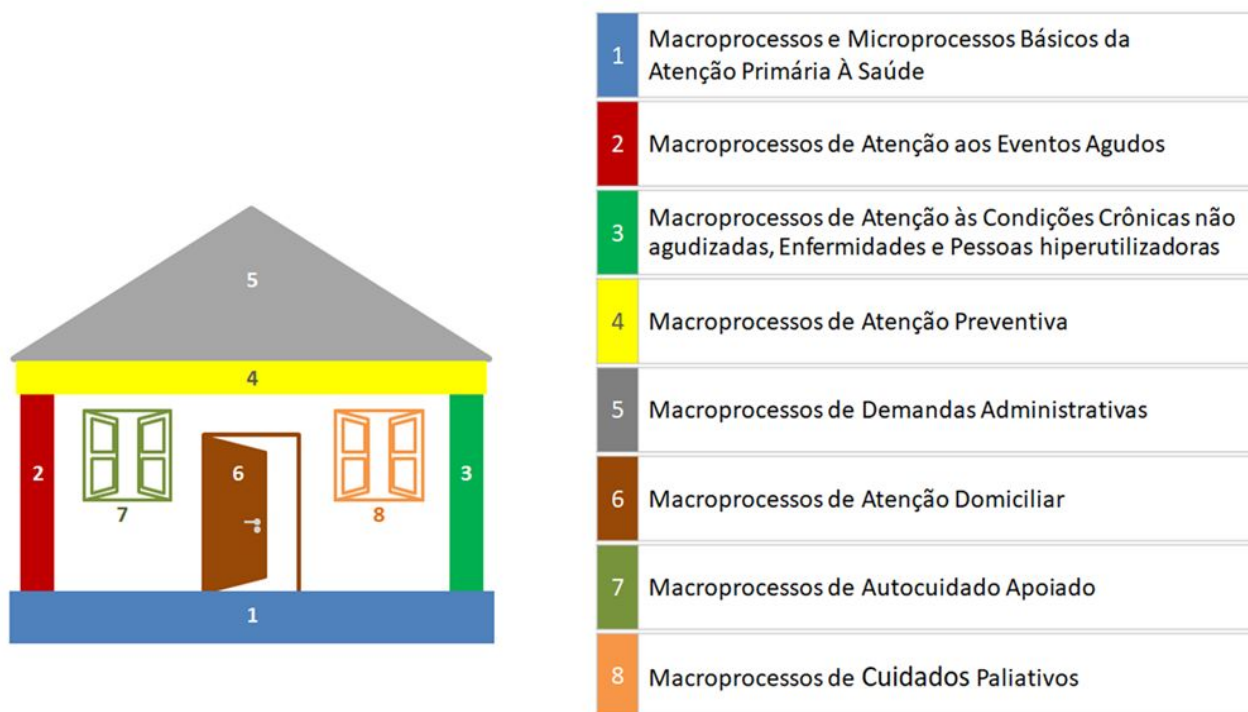 5
4
2
6
3
7
8
1
1 Macroprocessos e Microprocessos Básicos da
Atenção Primária À Saúde
2 Macroprocessos de Atenção aos Eventos Agudos
3 Macroprocessos de Atenção às Condições Crônicas não
agudizadas, Enfermidades e Pessoas hiperutilizadoras
4 Macroprocessos de Atenção Preventiva
5 Macroprocessos de Demandas Administrativas
6 Macroprocessos de Atenção Domiciliar
7 Macroprocessos de Autocuidado Apoiado
8 Macroprocessos de Cuidados Paliativos